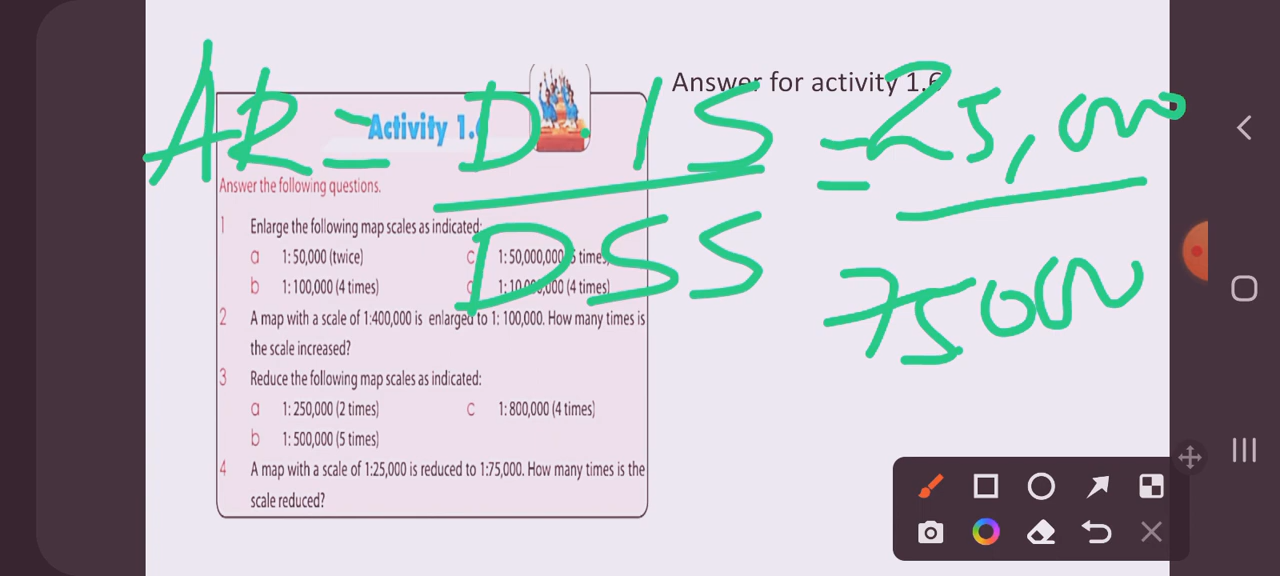 Answer for activity 1.6
AR = D I S = 25,000
DSS 75000
Activity 1.6
Answer the following questions.
1 Enlarge the following map scales as indicated:
a 1:50,000 (twice) c 1:50,000,000 times)
b 1:100,000 (4 times) 1:10,000,000 (4 times)
2 A map with a scale of 1:400,000 is enlarged to 1: 100,000. How many times is
the scale increased?
3 Reduce the following map scales as indicated:
a 1: 250,000 (2 times) c 1: 800,000 (4 times)
b 1: 500,000 (5 times)
4 A map with a scale of 1:25,000 is reduced to 1:75,000. How many times is the
scale reduced?